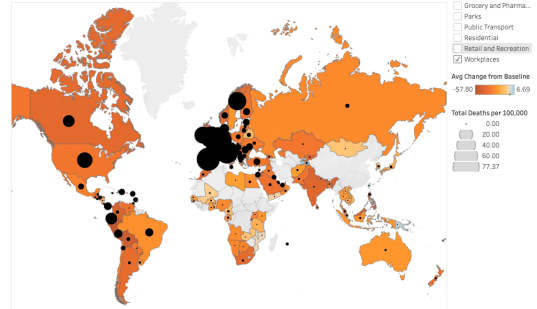 Grocery and Pharma...
Parks
Public Transport
Residential
Retail and Recreation
Workplaces
Avg Change from Baseline
-57.80 6.69
Total Deaths per 100,000
0.00
20.00
40.00
60.00
77.37